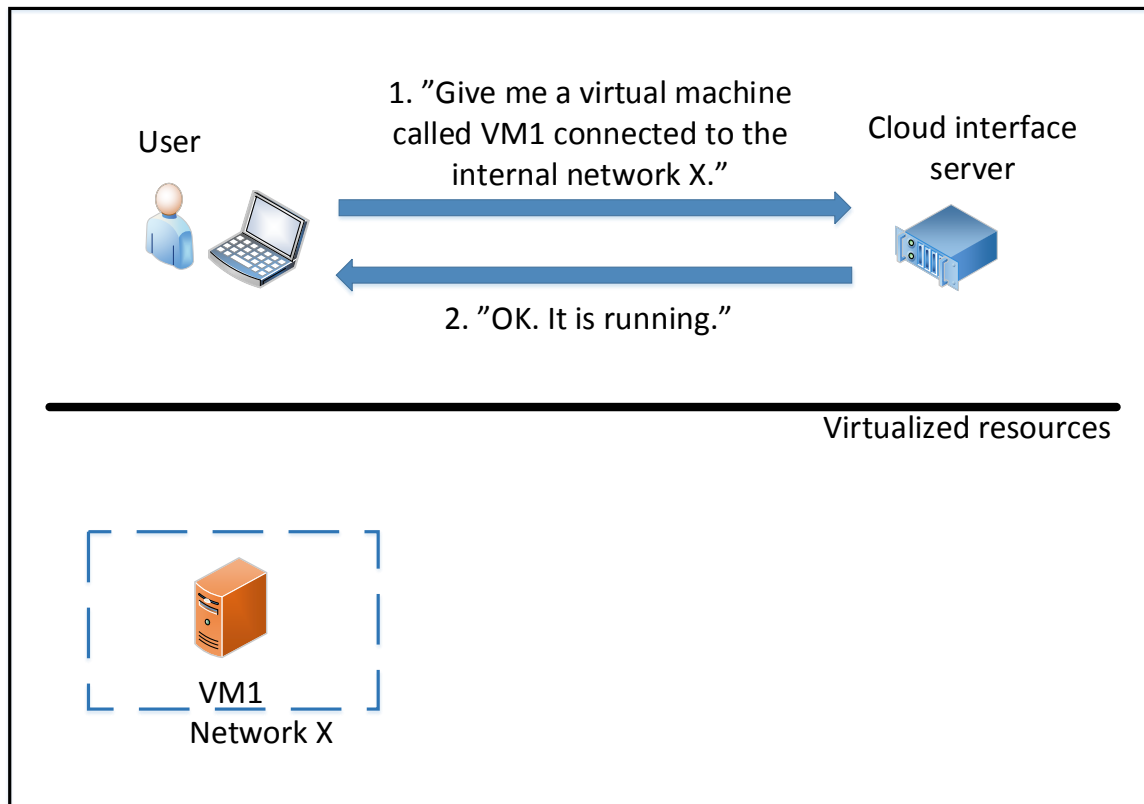 User
1. ”Give me a virtual machine
called VM1 connected to the
internal network X.”
Cloud interface
server
2. ”OK. It is running.”
Virtualized resources
VM1
Network X